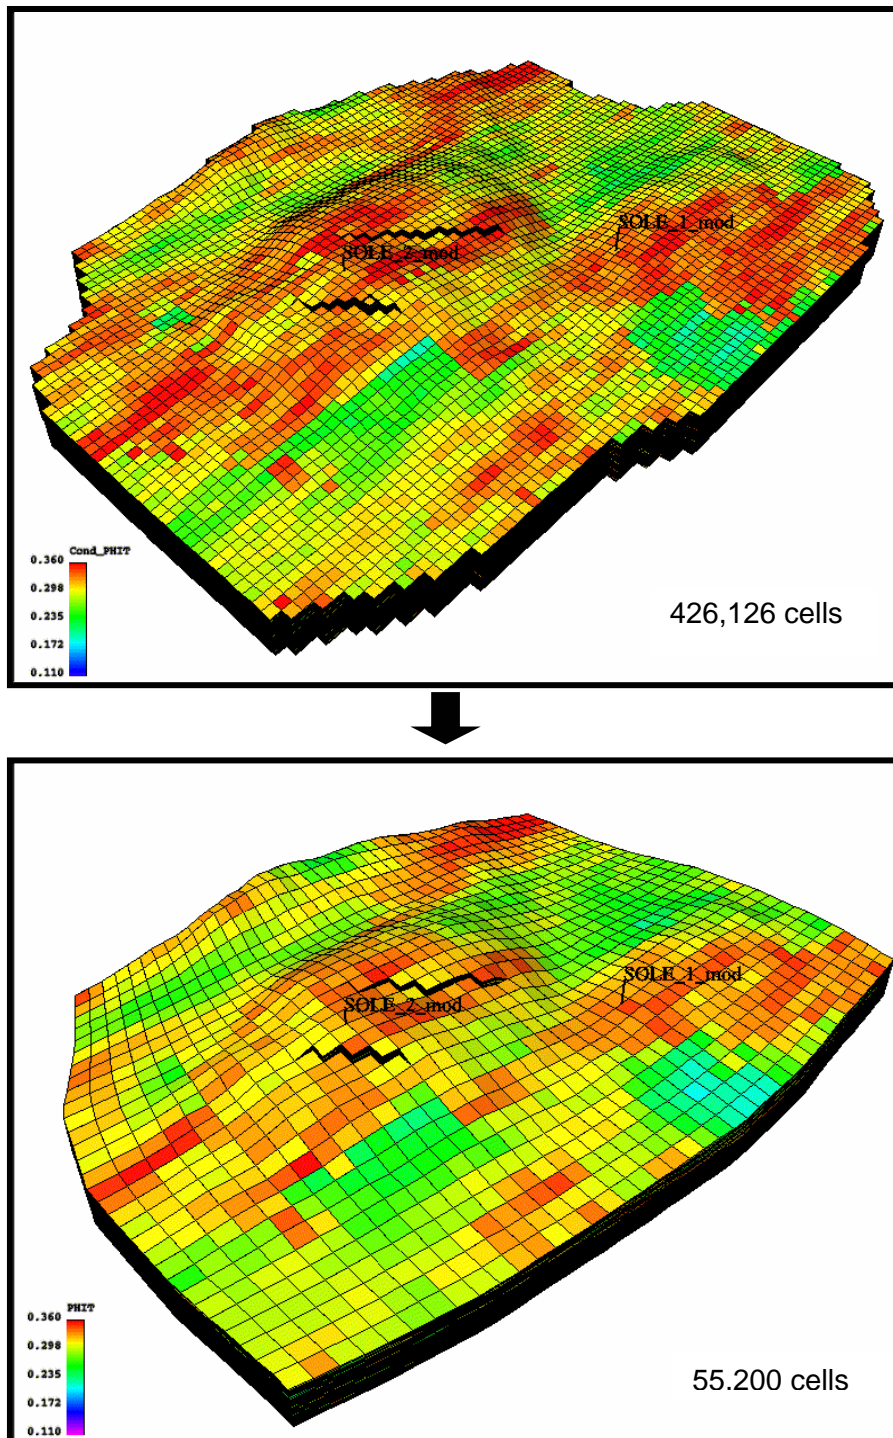 SOLE_1_mod
SOLE_2_mod
Cond_PHIT
0.360
0.298
0.235
0.172
0.110
426,126 cells
SOLE_1_mod
SOLE_2_mod
PHIT
0.360
0.298
0.235
0.172
0.110
55.200 cells